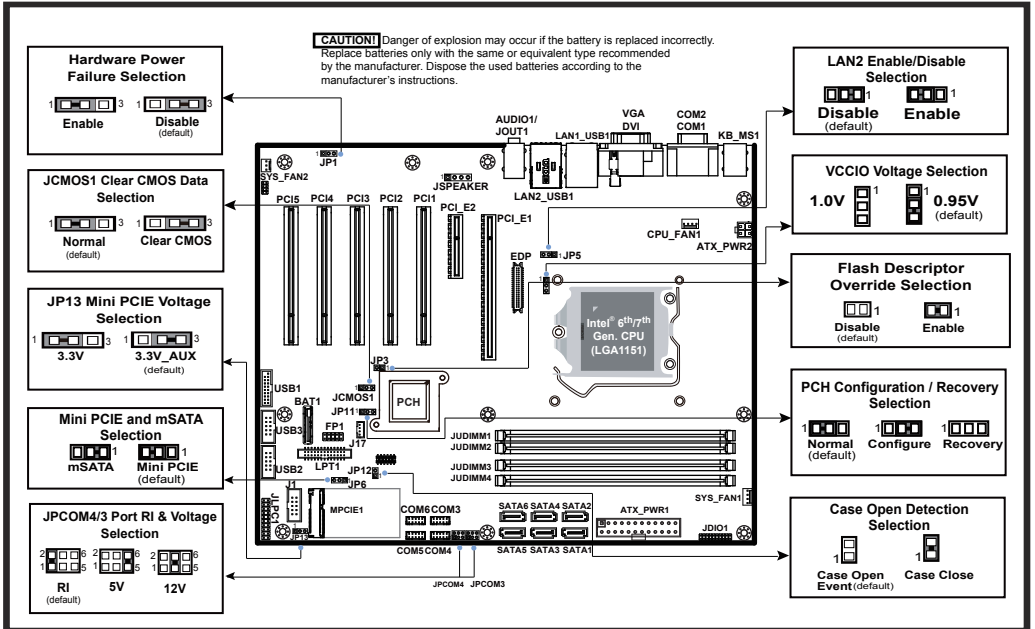 CAUTION! Danger of explosion may occur if the battery is replaced incorrectly.
Replace batteries only with the same or equivalent type recommended
by the manufacturer. Dispose the used batteries according to the
manufacturer's instructions.
Hardware Power
Failure Selection
1 3 1 3
Enable Disable
(default)
JCMOS1 Clear CMOS Data
Selection
1 3 1 3
Normal Clear CMOS
(default)
JP13 Mini PCIE Voltage
Selection
1 3 1 3
3.3V 3.3V_AUX
(default)
Mini PCIE and mSATA
Selection
1 1
mSATA Mini PCIE
(default)
JPCOM4/3 Port RI & Voltage
Selection
2 6 2 6 2 6
1 5 1 5 1 5
RI 5V 12V
(default)
AUDIO1/
JOUT1
LAN1_USB1
VGA
DVI
COM2
COM1
KB_MS1
LAN2_USB1
1
JP1
SYS_FAN2
1
JSPEAKER
PCI5 PCI4 PCI3 PCI2 PCI1
PCI_E2
PCI_E1
EDP
1 JP5
1
CPU_FAN1
ATX_PWR2
Intel® 6th/7th
Gen. CPU
(LGA1151)
JP3
1
1
JCMOS1
PCH
USB1
BAT1
JP11 1
FP1
J17
USB3
USB2
LPT1
JP12
1
1
JP6
J1
JLPC1
MPCIE1
1
JP13
JUDIMM1
JUDIMM2
JUDIMM3
JUDIMM4
SYS_FAN1
COM6 COM3
COM5 COM4
SATA6 SATA4 SATA2
SATA5 SATA3 SATA1
ATX_PWR1
JDIO1
JPCOM4 JPCOM3
LAN2 Enable/Disable
Selection
1 1
Disable Enable
(default)
VCCIO Voltage Selection
1 1
1.0V 0.95V
(default)
Flash Descriptor
Override Selection
1 1
Disable Enable
(default)
PCH Configuration / Recovery
Selection
1 1 1
Normal Configure Recovery
(default)
Case Open Detection
Selection
1 1
Case Open Case Close
Event (default)